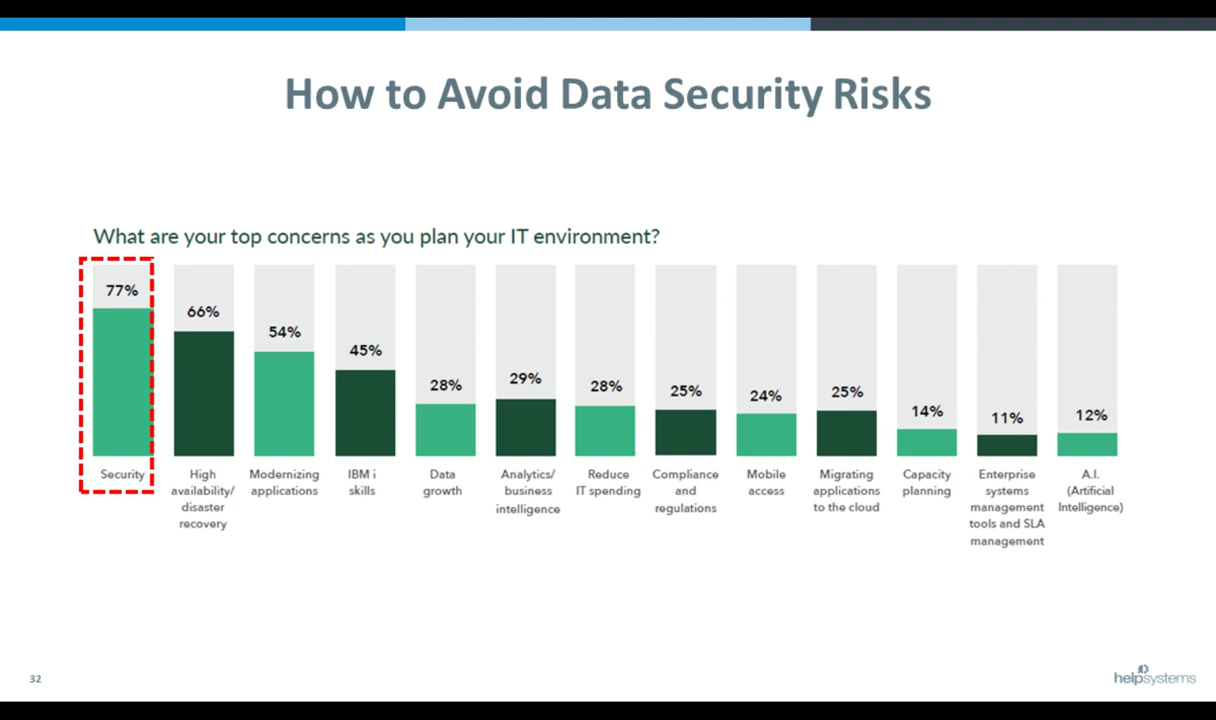 How to Avoid Data Security Risks
What are your top concerns as you plan your IT environment?
77%
66%
54%
45%
28%
29%
28%
25%
24%
25%
14%
11%
12%
Security
High
availability/
disaster
recovery
Modernizing
applications
IBM i
skills
Data
growth
Analytics/
business
intelligence
Reduce
IT spending
Compliance
and
regulations
Mobile
access
Migrating
applications
to the cloud
Capacity
planning
Enterprise
systems
management
tools and SLA
management
A.I.
(Artificial
Intelligence)
32
helpsystems